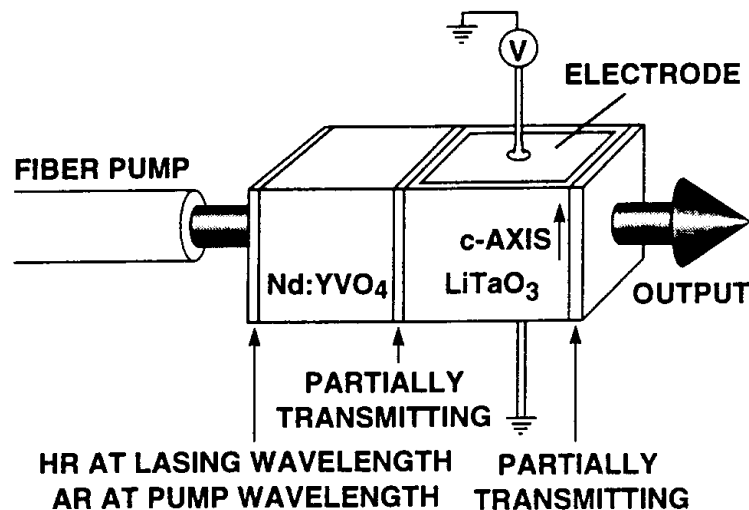 V
ELECTRODE
FIBER PUMP
c-AXIS
Nd:YVO₄
LiTaO₃
OUTPUT
PARTIALLY
TRANSMITTING
HR AT LASING WAVELENGTH
AR AT PUMP WAVELENGTH
PARTIALLY
TRANSMITTING